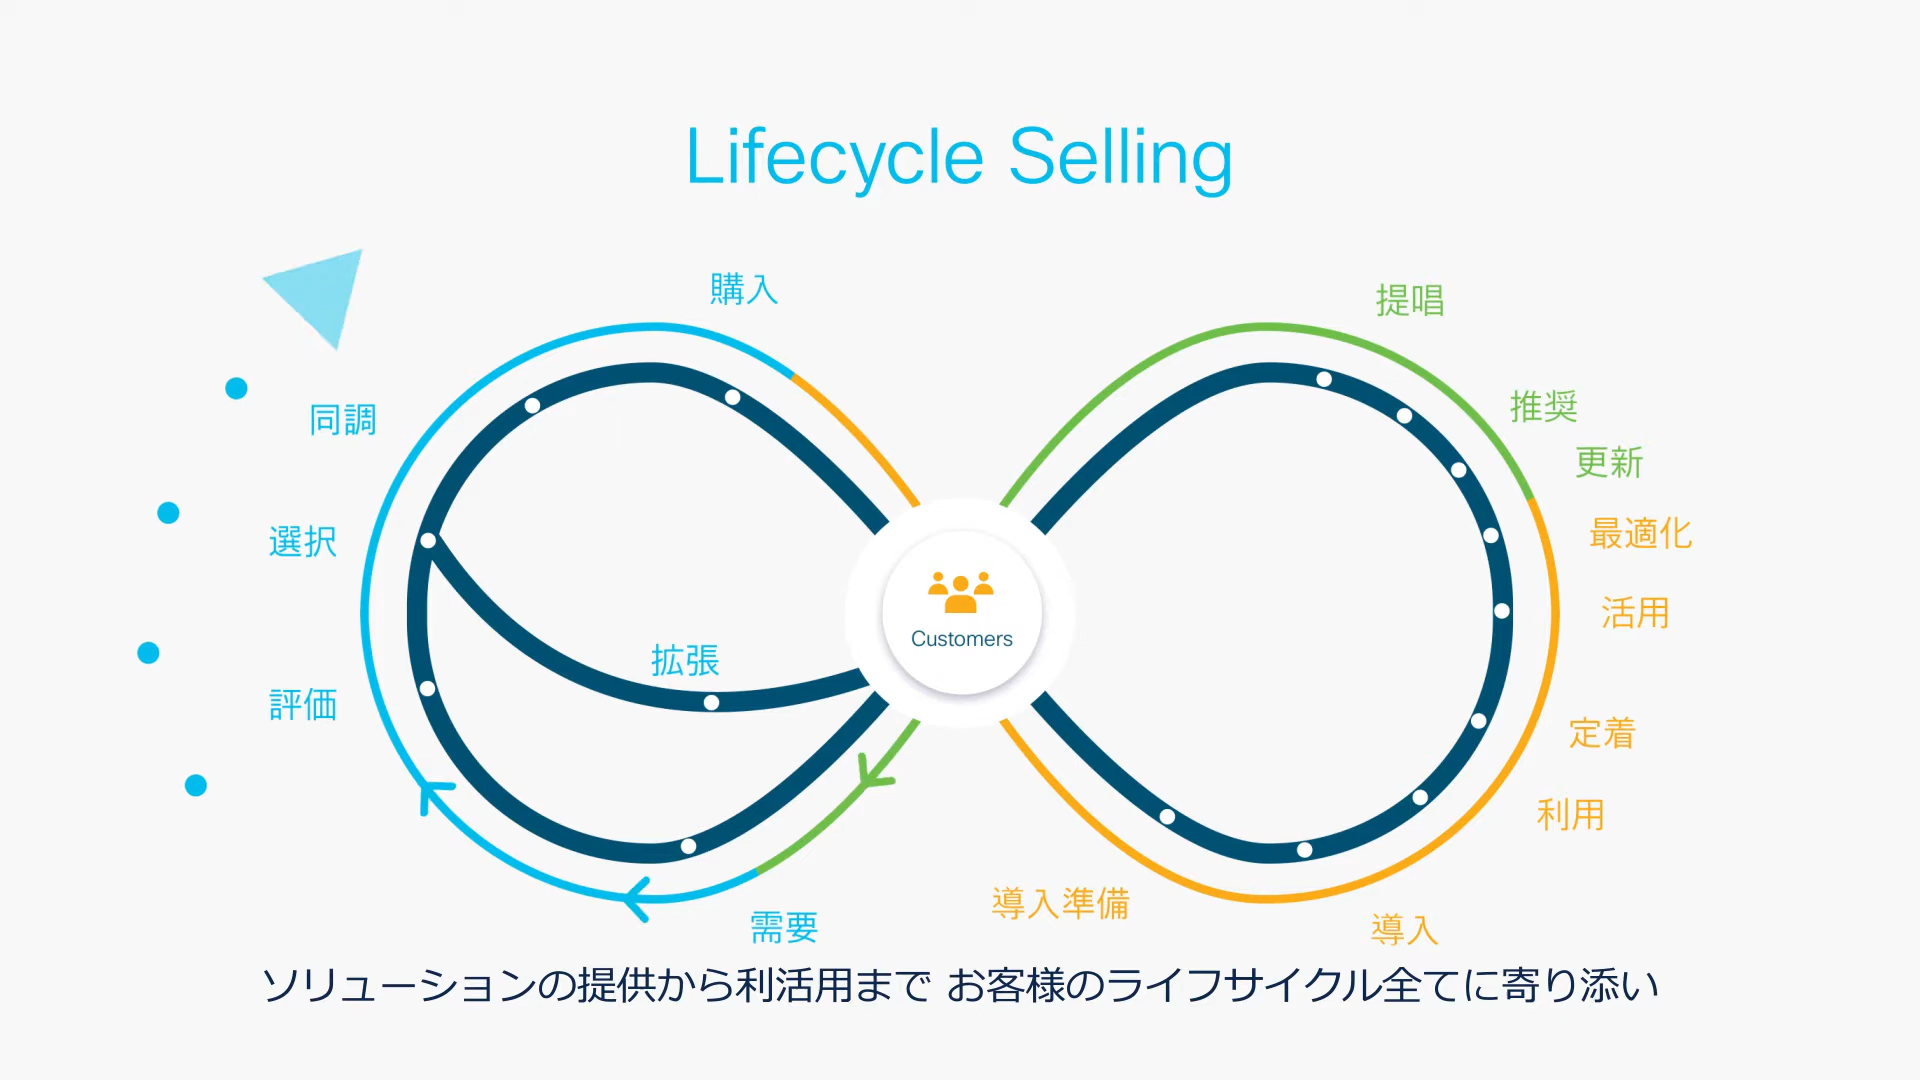 Lifecycle Selling
購入
提唱
同調
推奨
更新
選択
最適化
活用
Customers
拡張
評価
定着
利用
導入準備
需要
導入
ソリューションの提供から利活用まで お客様のライフサイクル全てに寄り添い